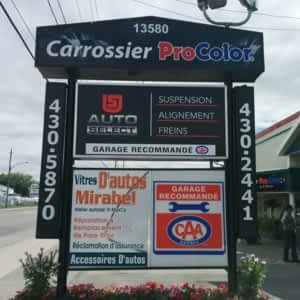 13580
Carrossier ProColor
430-5870
430-2441
AUTO
SELECT
SUSPENSION
ALIGNEMENT
FREINS
GARAGE RECOMMANDÉ
Vitres D'autos
Mirabel
Réparation &
Remplacement
de Pare-Brise
Réclamation d'assurance
Accessoires D'autos
GARAGE
RECOMMANDÉ
CAA
QUÉBEC